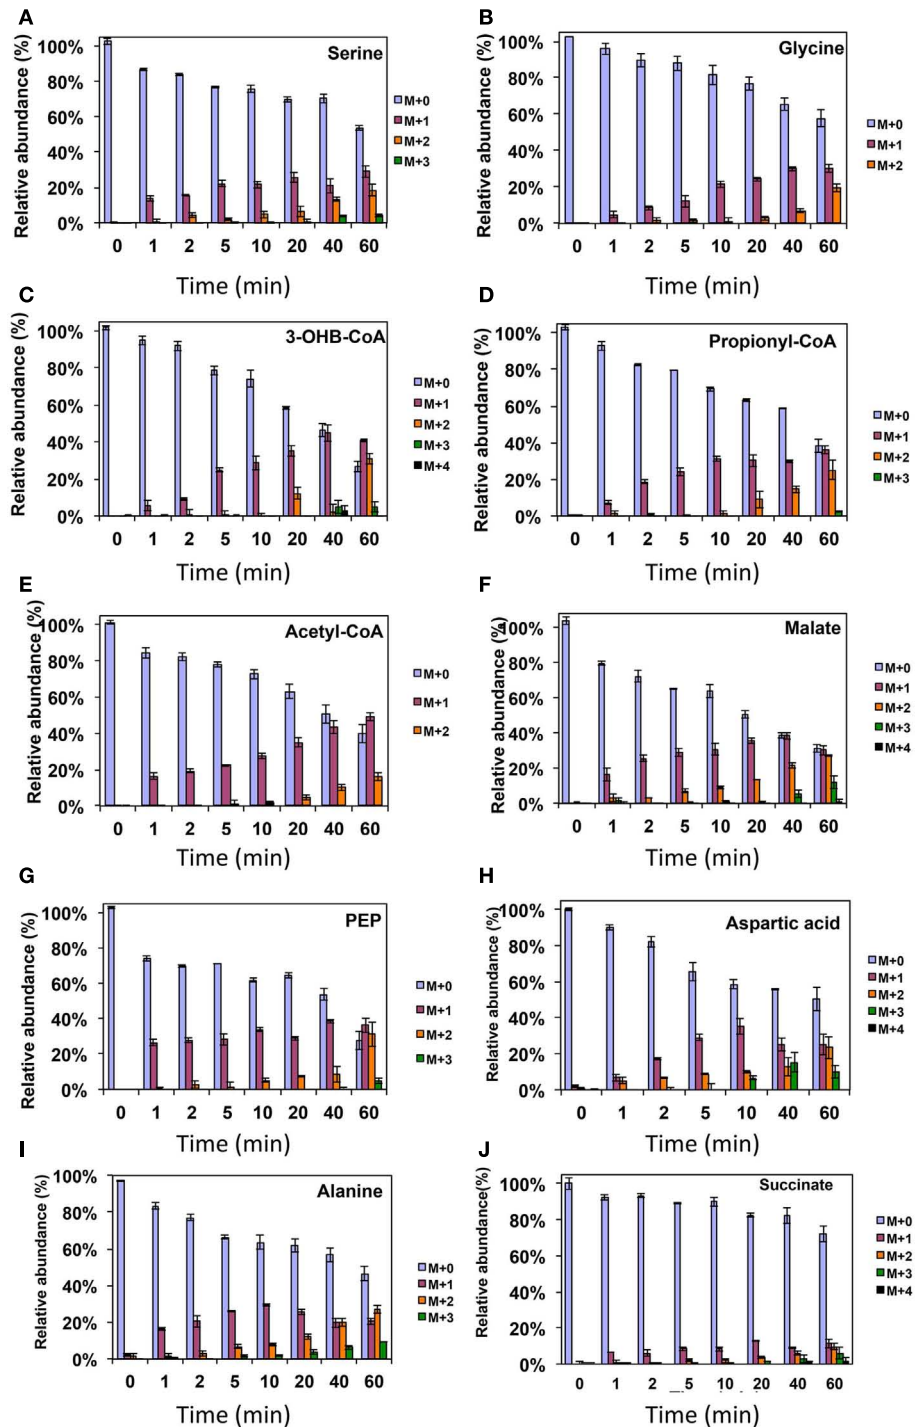 A
Relative abundance (%)
100%
80%
60%
40%
20%
0%
Serine
M+0
M+1
M+2
M+3
0 1 2 5 10 20 40 60
Time (min)
B
Relative abundance (%)
100%
80%
60%
40%
20%
0%
Glycine
M+0
M+1
M+2
0 1 2 5 10 20 40 60
Time (min)
C
Relative abundance (%)
100%
80%
60%
40%
20%
0%
3-OHB-CoA
M+0
M+1
M+2
M+3
M+4
0 1 2 5 10 20 40 60
Time (min)
D
Relative abundance (%)
100%
80%
60%
40%
20%
0%
Propionyl-CoA
M+0
M+1
M+2
M+3
0 1 2 5 10 20 40 60
Time (min)
E
Relative abundance (%)
100%
80%
60%
40%
20%
0%
Acetyl-CoA
M+0
M+1
M+2
0 1 2 5 10 20 40 60
Time (min)
F
Relative abundance (%)
100%
80%
60%
40%
20%
0%
Malate
M+0
M+1
M+2
M+3
M+4
0 1 2 5 10 20 40 60
Time (min)
G
Relative abundance (%)
100%
80%
60%
40%
20%
0%
PEP
M+0
M+1
M+2
M+3
0 1 2 5 10 20 40 60
Time (min)
H
Relative abundance (%)
100%
80%
60%
40%
20%
0%
Aspartic acid
M+0
M+1
M+2
M+3
M+4
0 1 2 5 10 40 60
Time (min)
I
Relative abundance (%)
100%
80%
60%
40%
20%
0%
Alanine
M+0
M+1
M+2
M+3
0 1 2 5 10 20 40 60
Time (min)
J
Relative abundance(%)
100%
80%
60%
40%
20%
0%
Succinate
M+0
M+1
M+2
M+3
M+4
0 1 2 5 10 20 40 60
Time (min)